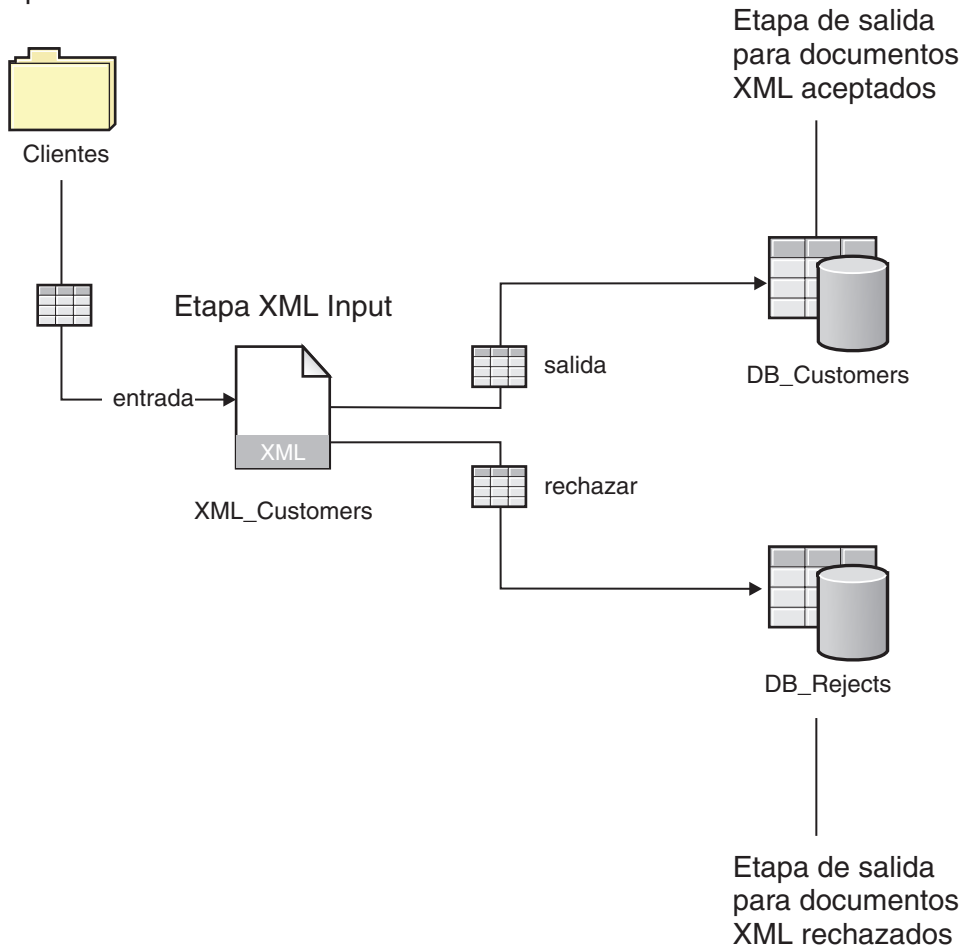 Etapa de salida
para documentos
XML aceptados
Clientes
Etapa XML Input
entrada
XML
XML_Customers
salida
DB_Customers
rechazar
DB_Rejects
Etapa de salida
para documentos
XML rechazados